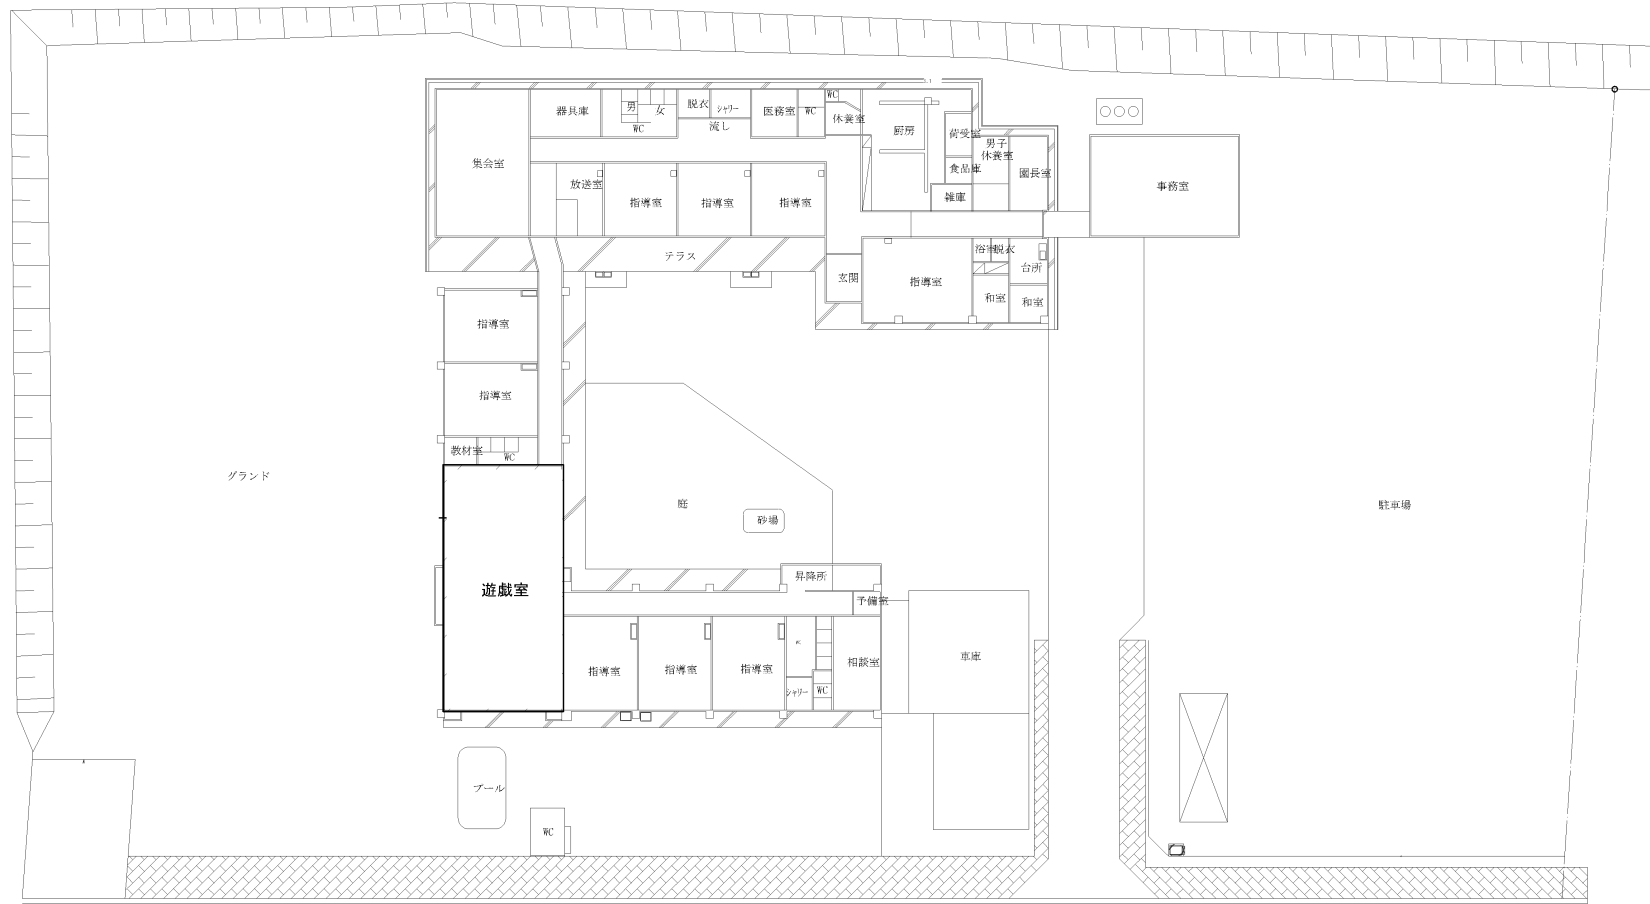 器具庫
男
女
WC
脱衣
シャワー
流し
医務室
WC
WC
休養室
厨房
荷受室
男子
休養室
食品庫
園長室
雑庫
事務室
集会室
放送室
指導室
指導室
指導室
テラス
玄関
指導室
浴室
脱衣
台所
和室
和室
指導室
指導室
教材室
WC
グランド
庭
砂場
駐車場
遊戯室
昇降所
予備室
指導室
指導室
指導室
シャワー
WC
相談室
車庫
プール
WC